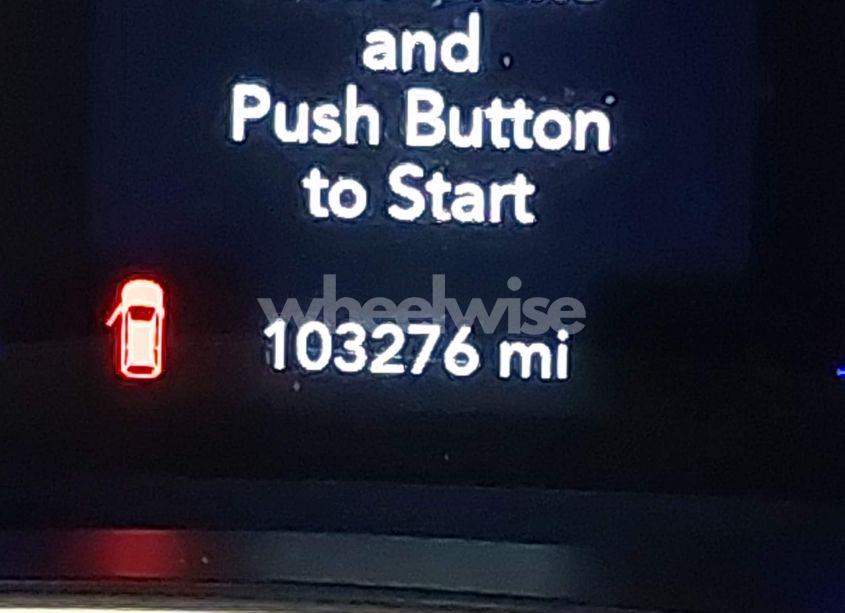 and
Push Button
to Start
wheelwise
103276 mi